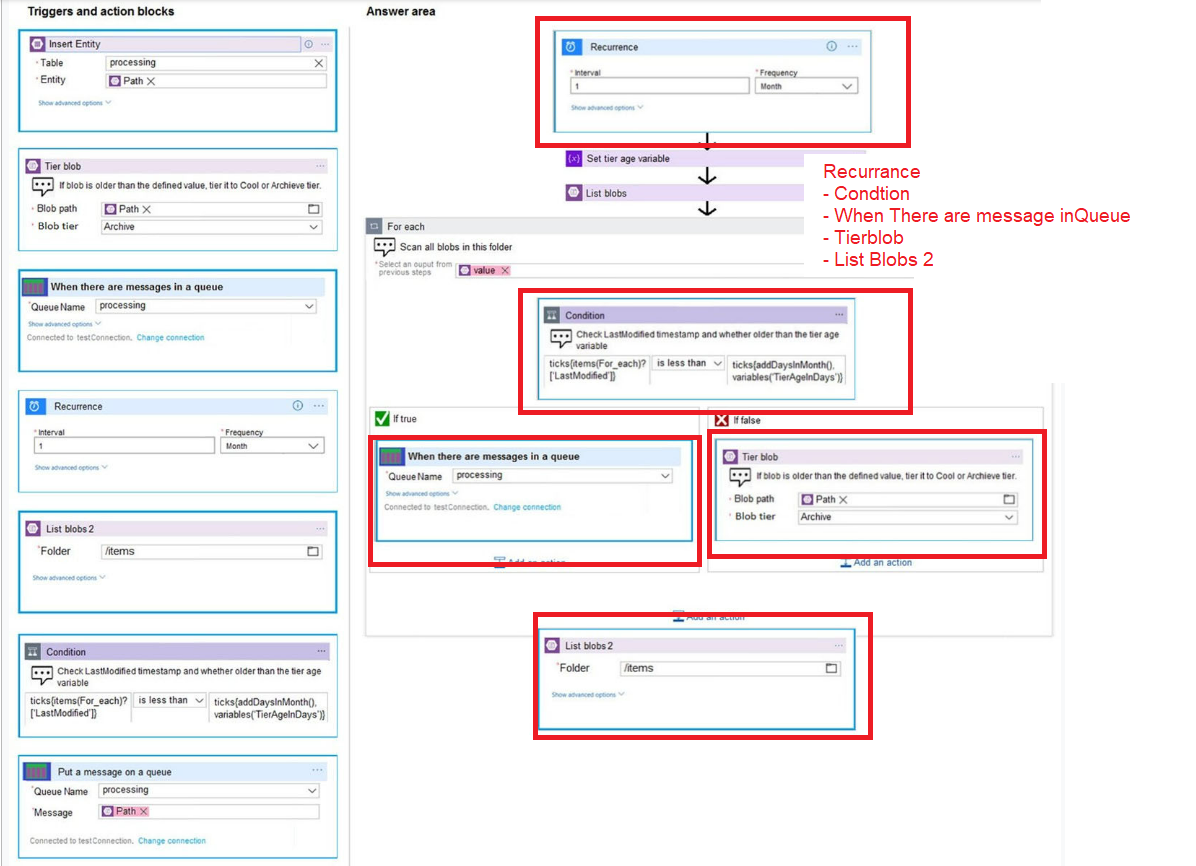 Triggers and action blocks
Insert Entity
* Table processing
* Entity Path
Show advanced options
Tier blob
If blob is older than the defined value, tier it to Cool or Archieve tier.
* Blob path Path
* Blob tier Archive
When there are messages in a queue
*Queue Name processing
Show advanced options
Connected to testConnection. Change connection
Recurrence
* Interval * Frequency
1 Month
Show advanced options
List blobs 2
*Folder /items
Show advanced options
Condition
Check LastModified timestamp and whether older than the tier age
variable
ticks{items(For_each)? is less than ticks{addDaysInMonth(),
['LastModified']} variables('TierAgeInDays')}
Put a message on a queue
*Queue Name processing
*Message Path
Connected to testConnection. Change connection
Answer area
Recurrence
* Interval * Frequency
1 Month
Show advanced options
{x} Set tier age variable
List blobs
For each
Scan all blobs in this folder
*Select an ouput from
previous steps value
Recurrance
- Condtion
- When There are message inQueue
- Tierblob
- List Blobs 2
Condition
Check LastModified timestamp and whether older than the tier age
variable
ticks{items(For_each)? is less than ticks{addDaysInMonth(),
['LastModified']} variables('TierAgeInDays')}
If true
When there are messages in a queue
*Queue Name processing
Show advanced options
Connected to testConnection. Change connection
Add an action
If false
Tier blob
If blob is older than the defined value, tier it to Cool or Archieve tier.
* Blob path Path
* Blob tier Archive
Add an action
Add an action
List blobs 2
*Folder /items
Show advanced options